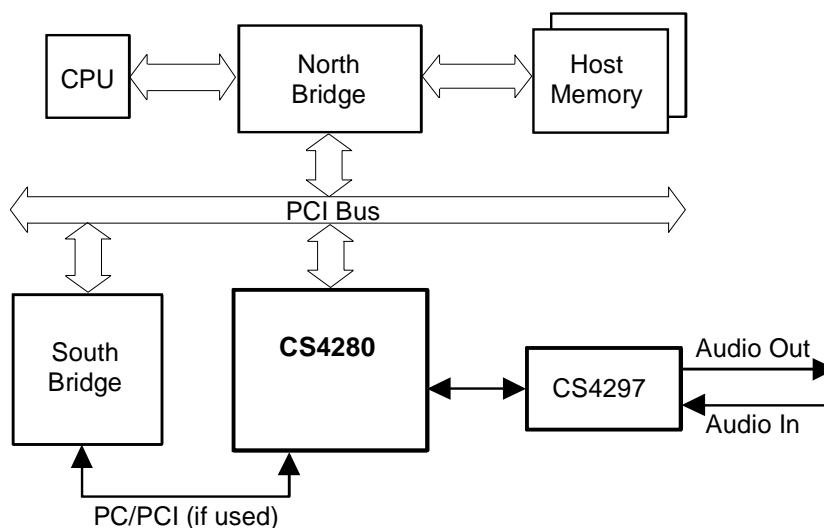 CPU
North
Bridge
Host
Memory
PCI Bus
South
Bridge
CS4280
CS4297
Audio Out
Audio In
PC/PCI (if used)